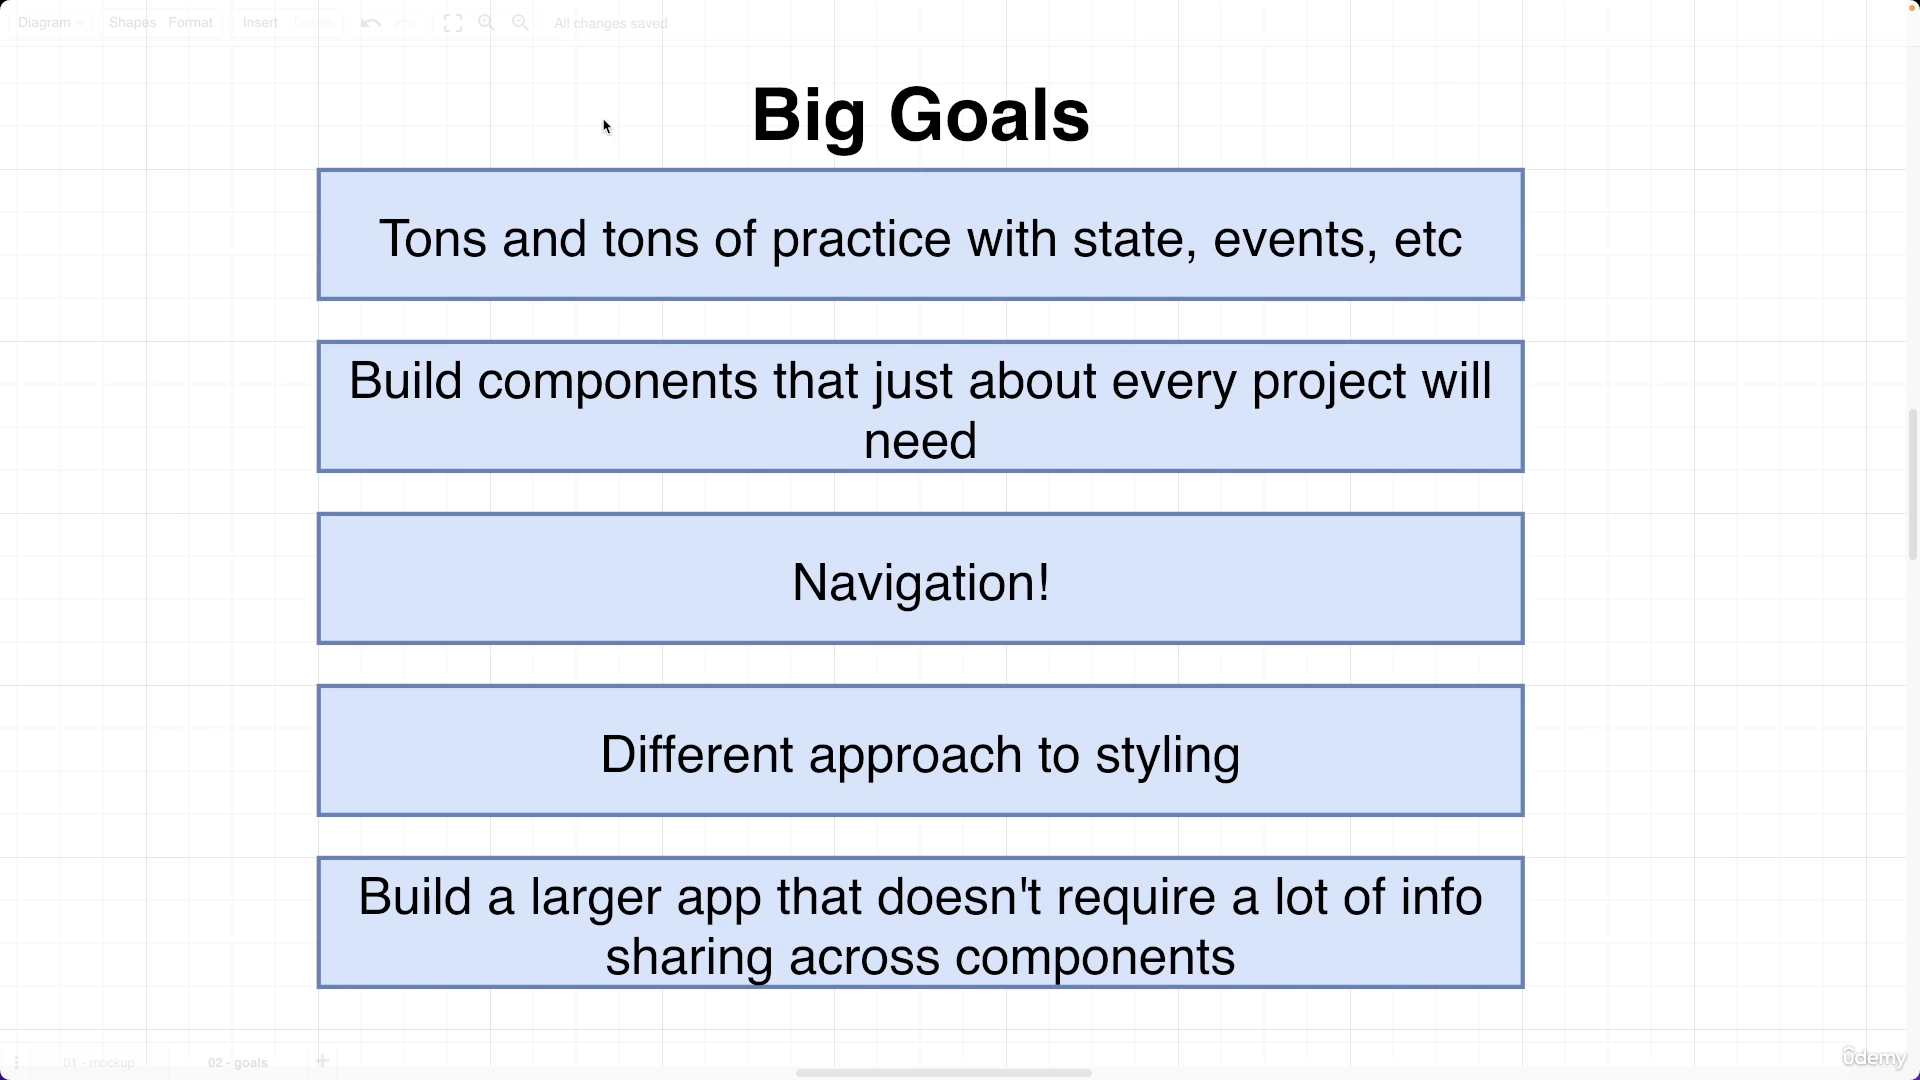 Diagram
Shapes Format
Insert Delete
All changes saved
Big Goals
Tons and tons of practice with state, events, etc
Build components that just about every project will
need
Navigation!
Different approach to styling
Build a larger app that doesn't require a lot of info
sharing across components
01 - mockup
02 - goals
ûdemy